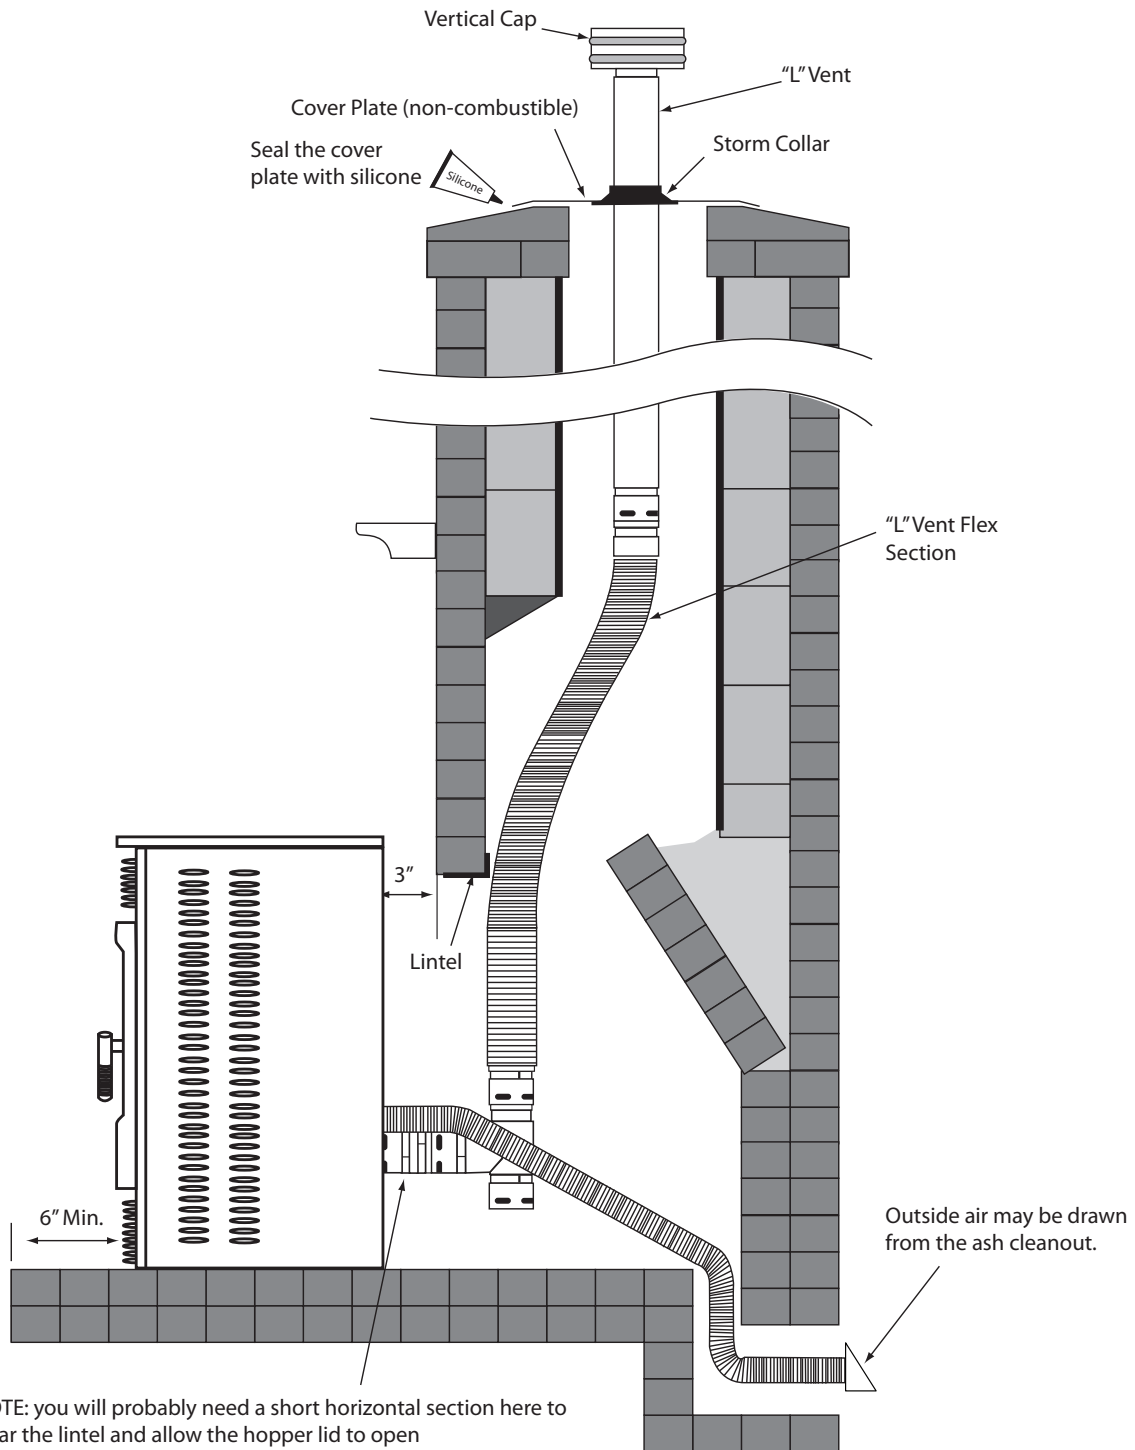 Vertical Cap
“L” Vent
Cover Plate (non-combustible)
Storm Collar
Seal the cover
plate with silicone
Silicone
“L” Vent Flex
Section
3”
Lintel
6” Min.
Outside air may be drawn
from the ash cleanout.
OTE: you will probably need a short horizontal section here to
ar the lintel and allow the hopper lid to open